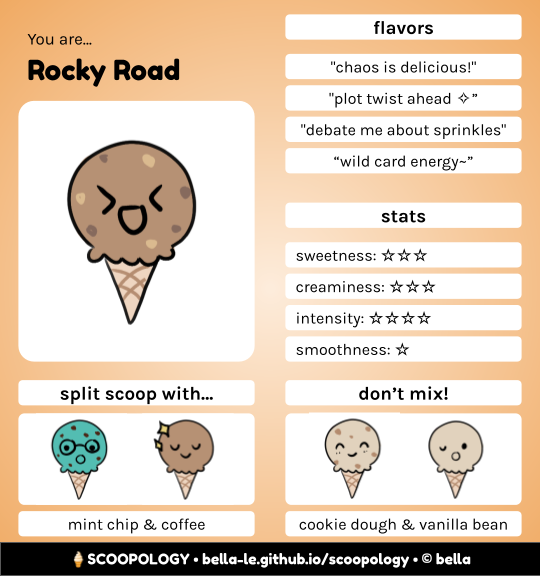 You are...
Rocky Road
flavors
"chaos is delicious!"
"plot twist ahead ✧”
"debate me about sprinkles"
“wild card energy~”
stats
sweetness: ☆☆☆
creaminess: ☆☆☆
intensity: ☆☆☆☆
smoothness: ☆
split scoop with...
mint chip & coffee
don’t mix!
cookie dough & vanilla bean
🍦SCOOPOLOGY • bella-le.github.io/scoopology • © bella